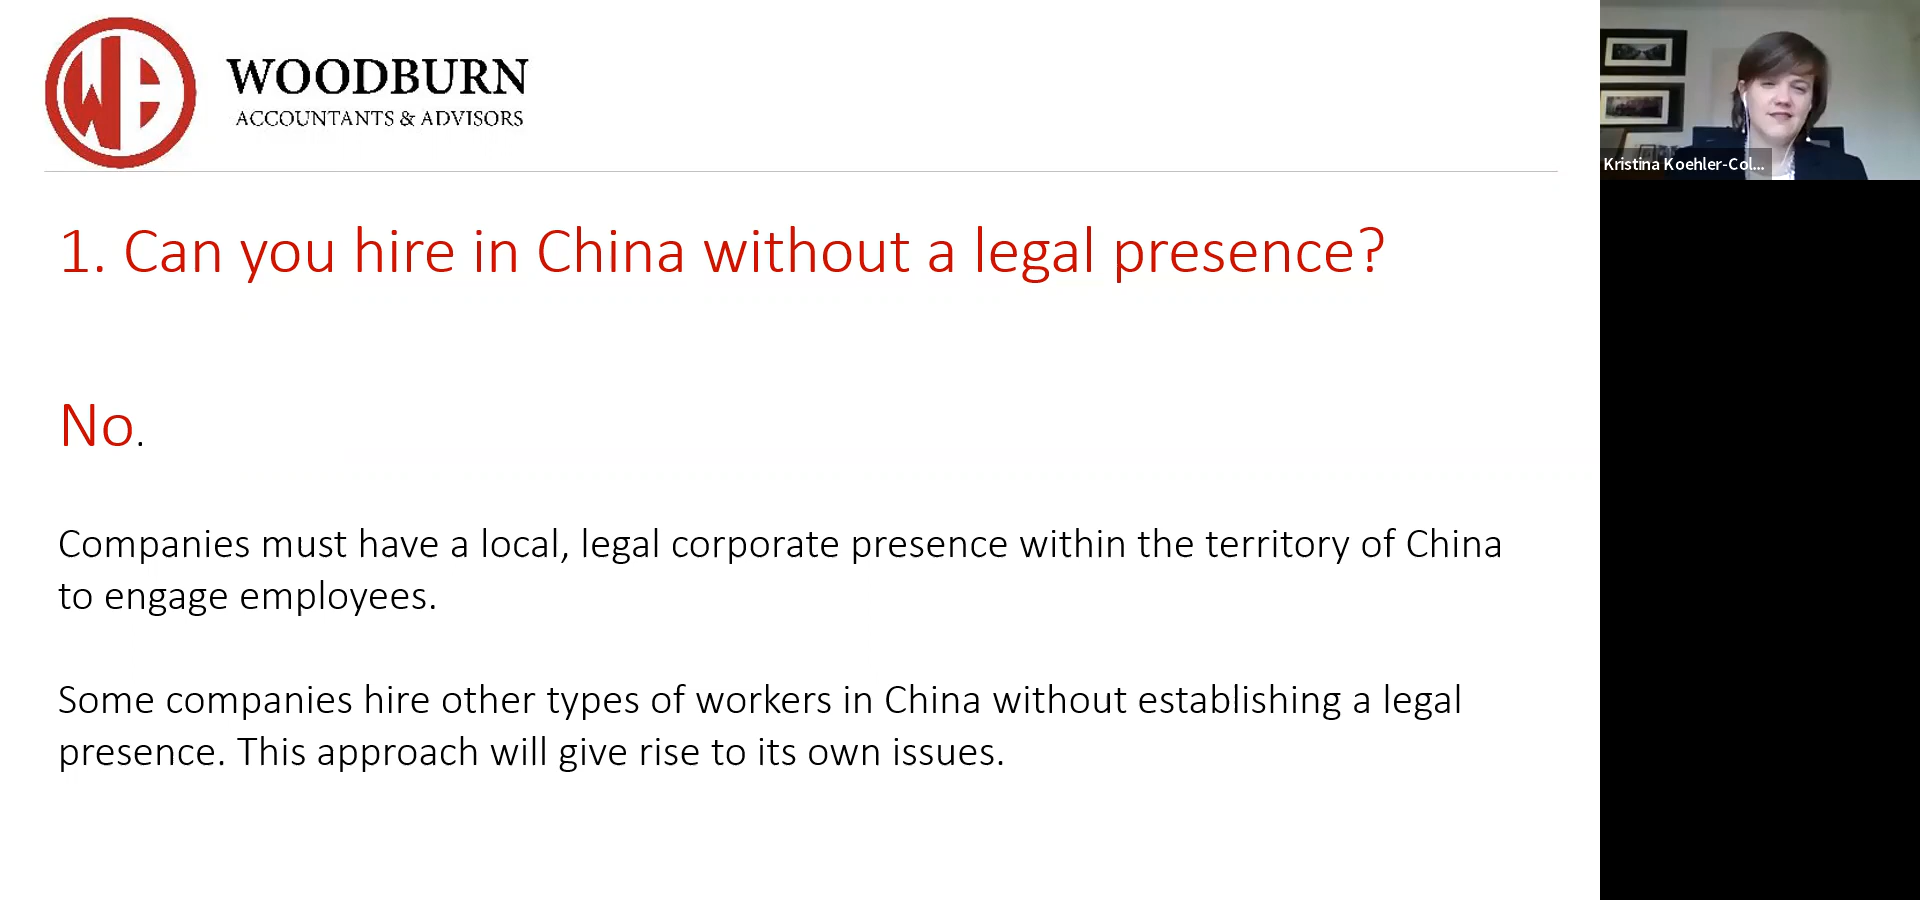 WOODBURN
ACCOUNTANTS & ADVISORS
Kristina Koehler-Col...
1. Can you hire in China without a legal presence?
No.
Companies must have a local, legal corporate presence within the territory of China
to engage employees.
Some companies hire other types of workers in China without establishing a legal
presence. This approach will give rise to its own issues.